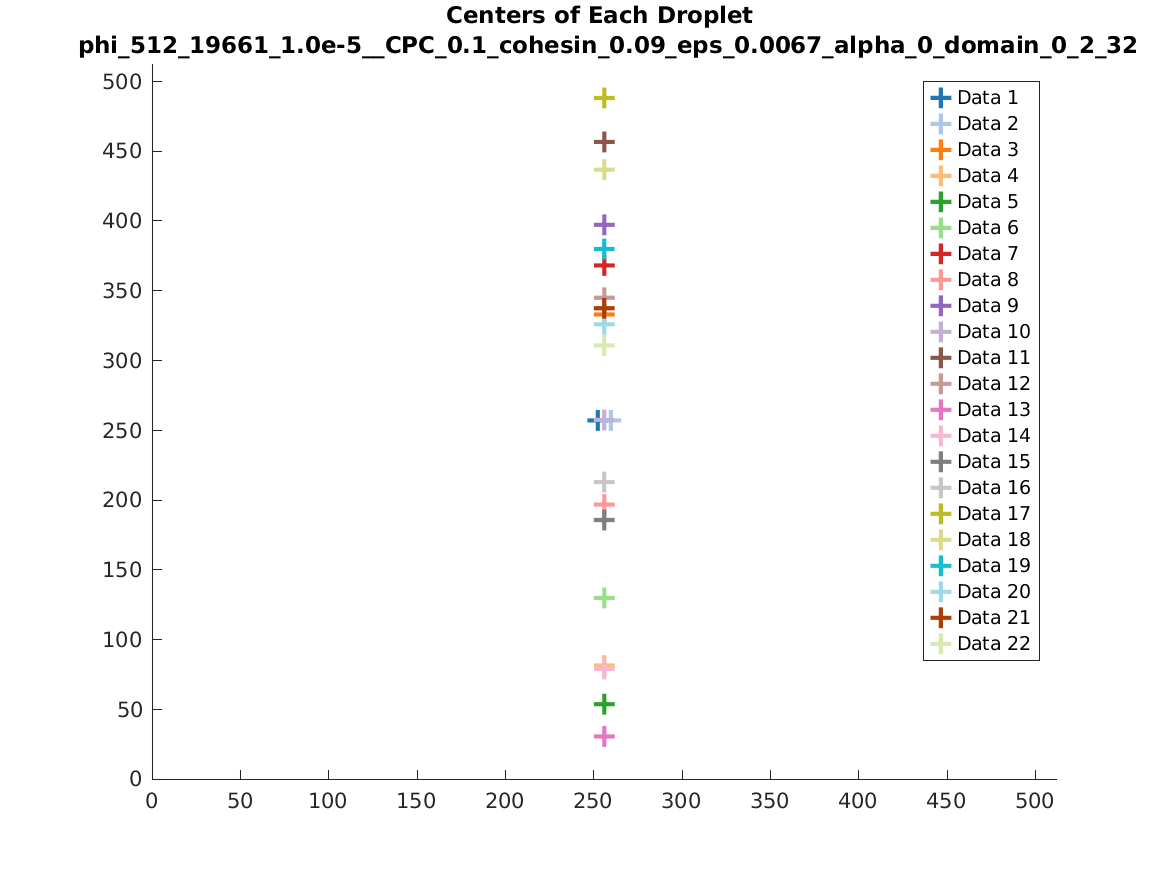 Centers of Each Droplet
phi_512_19661_1.0e-5__CPC_0.1_cohesin_0.09_eps_0.0067_alpha_0_domain_0_2_32
500
450
400
350
300
250
200
150
100
50
0
0 50 100 150 200 250 300 350 400 450 500
Data 1
Data 2
Data 3
Data 4
Data 5
Data 6
Data 7
Data 8
Data 9
Data 10
Data 11
Data 12
Data 13
Data 14
Data 15
Data 16
Data 17
Data 18
Data 19
Data 20
Data 21
Data 22